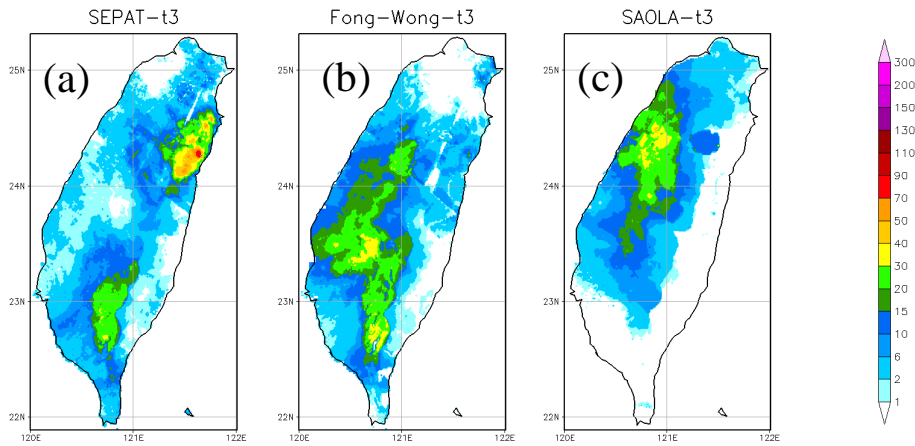 SEPAT-t3
Fong-Wong-t3
SAOLA-t3
(a)
(b)
(c)
25N
24N
23N
22N
120E
121E
122E
25N
24N
23N
22N
120E
121E
122E
25N
24N
23N
22N
120E
121E
122E
300
200
150
130
110
90
70
50
40
30
20
15
10
6
2
1